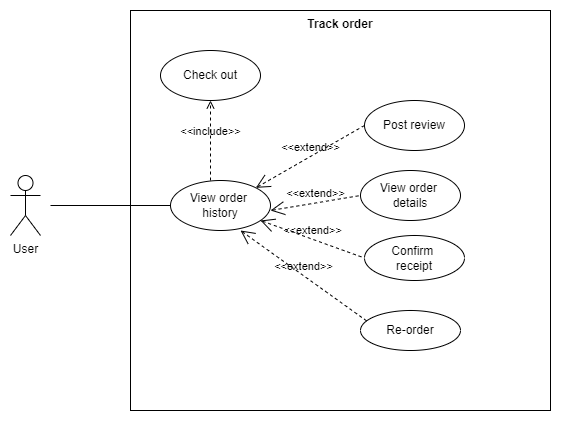 Track order
Check out
<<include>>
Post review
<<extend>>
View order
details
<<extend>>
View order
history
User
<<extend>>
Confirm
receipt
<<extend>>
Re-order